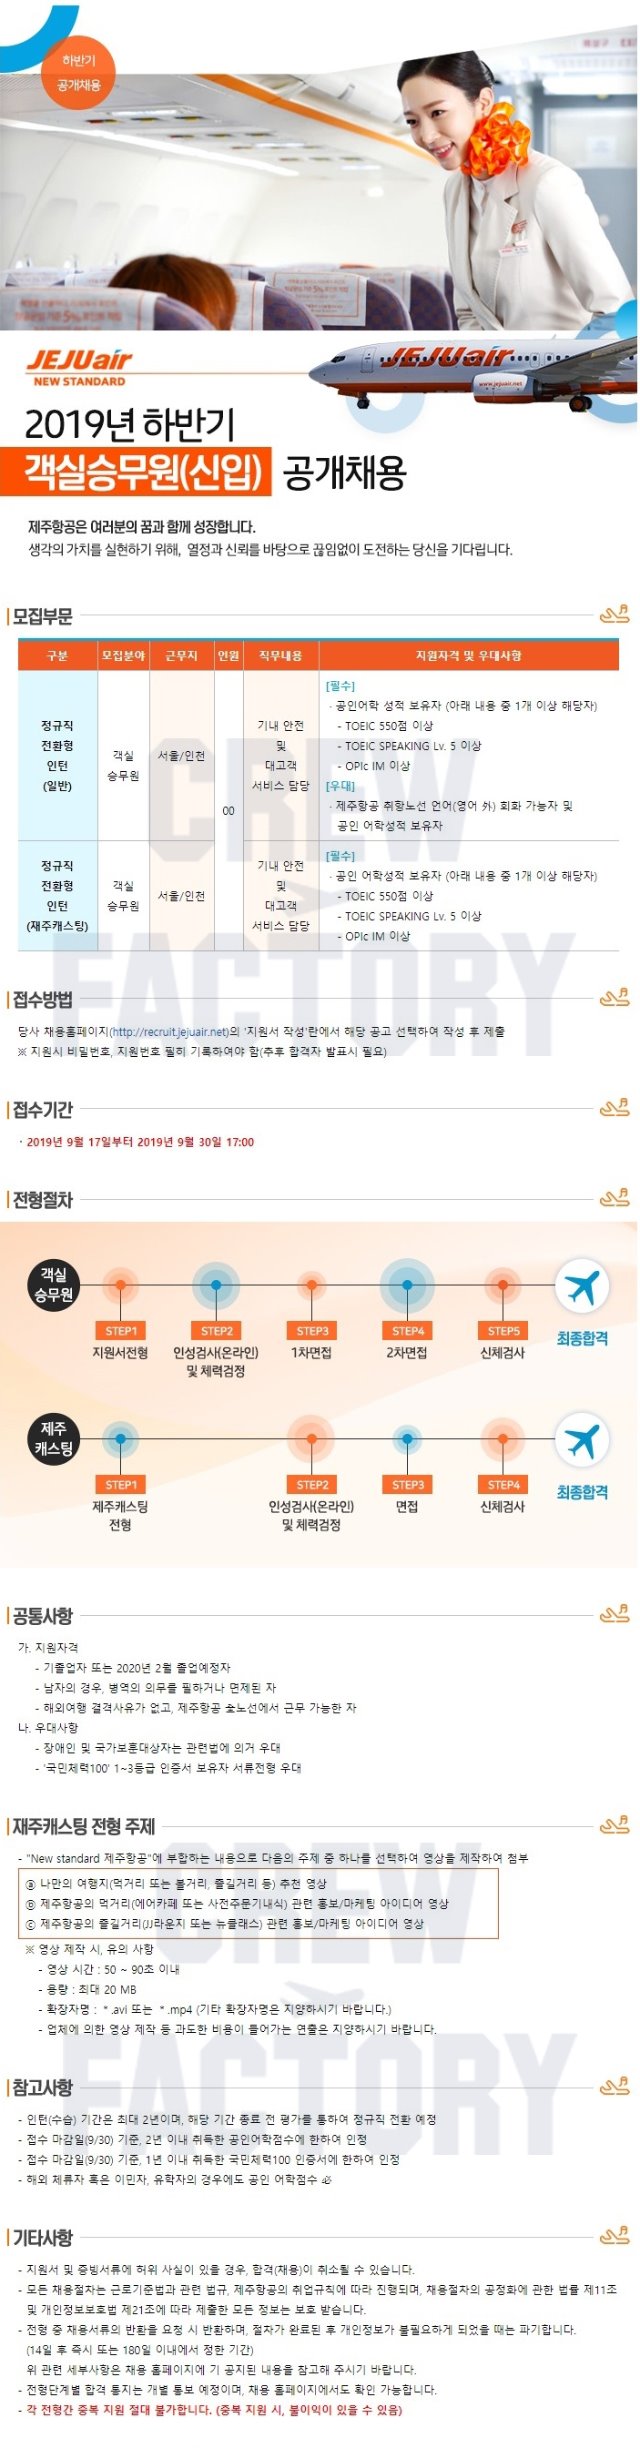 하반기
공개채용
JEJUair
NEW STANDARD
JEJUair
www.jejuair.net
2019년 하반기
객실승무원(신입) 공개채용
제주항공은 여러분의 꿈과 함께 성장합니다.
생각의 가치를 실현하기 위해, 열정과 신뢰를 바탕으로 끊임없이 도전하는 당신을 기다립니다.
모집부문
구분 모집분야 근무지 인원 직무내용 지원자격 및 우대사항
정규직
전환형
인턴
(일반)
객실
승무원
서울/인천
00
기내 안전
및
대고객
서비스 담당
[필수]
· 공인어학 성적 보유자 (아래 내용 중 1개 이상 해당자)
- TOEIC 550점 이상
- TOEIC SPEAKING Lv. 5 이상
- OPIc IM 이상
[우대]
· 제주항공 취항노선 언어(영어 外) 회화 가능자 및
공인 어학성적 보유자
정규직
전환형
인턴
(재주캐스팅)
객실
승무원
서울/인천
기내 안전
및
대고객
서비스 담당
[필수]
· 공인 어학성적 보유자 (아래 내용 중 1개 이상 해당자)
- TOEIC 550점 이상
- TOEIC SPEAKING Lv. 5 이상
- OPIc IM 이상
CREW
FACTORY
접수방법
당사 채용홈페이지(http://recruit.jejuair.net)의 '지원서 작성'란에서 해당 공고 선택하여 작성 후 제출
※ 지원시 비밀번호, 지원번호 필히 기록하여야 함(추후 합격자 발표시 필요)
접수기간
· 2019년 9월 17일부터 2019년 9월 30일 17:00
전형절차
객실
승무원
STEP1 STEP2 STEP3 STEP4 STEP5 최종합격
지원서전형 인성검사(온라인) 1차면접 2차면접 신체검사
및 체력검정
제주
캐스팅
STEP1 STEP2 STEP3 STEP4 최종합격
제주캐스팅 인성검사(온라인) 면접 신체검사
전형 및 체력검정
공통사항
가. 지원자격
- 기졸업자 또는 2020년 2월 졸업예정자
- 남자의 경우, 병역의 의무를 필하거나 면제된 자
- 해외여행 결격사유가 없고, 제주항공 全노선에서 근무 가능한 자
나. 우대사항
- 장애인 및 국가보훈대상자는 관련법에 의거 우대
- '국민체력100' 1~3등급 인증서 보유자 서류전형 우대
재주캐스팅 전형 주제
- "New standard 제주항공"에 부합하는 내용으로 다음의 주제 중 하나를 선택하여 영상을 제작하여 첨부
ⓐ 나만의 여행지(먹거리 또는 볼거리, 즐길거리 등) 추천 영상
ⓑ 제주항공의 먹거리(에어카페 또는 사전주문기내식) 관련 홍보/마케팅 아이디어 영상
ⓒ 제주항공의 즐길거리(JJ라운지 또는 뉴클래스) 관련 홍보/마케팅 아이디어 영상
※ 영상 제작 시, 유의 사항
- 영상 시간 : 50 ~ 90초 이내
- 용량 : 최대 20 MB
- 확장자명 : *.avi 또는 *.mp4 (기타 확장자명은 지양하시기 바랍니다.)
- 업체에 의한 영상 제작 등 과도한 비용이 들어가는 연출은 지양하시기 바랍니다.
CREW
FACTORY
참고사항
- 인턴(수습) 기간은 최대 2년이며, 해당 기간 종료 전 평가를 통하여 정규직 전환 예정
- 접수 마감일(9/30) 기준, 2년 이내 취득한 공인어학점수에 한하여 인정
- 접수 마감일(9/30) 기준, 1년 이내 취득한 국민체력100 인증서에 한하여 인정
- 해외 체류자 혹은 이민자, 유학자의 경우에도 공인 어학점수 必
기타사항
- 지원서 및 증빙서류에 허위 사실이 있을 경우, 합격(채용)이 취소될 수 있습니다.
- 모든 채용절차는 근로기준법과 관련 법규, 제주항공의 취업규칙에 따라 진행되며, 채용절차의 공정화에 관한 법률 제11조
및 개인정보보호법 제21조에 따라 제출한 모든 정보는 보호 받습니다.
- 전형 중 채용서류의 반환을 요청 시 반환하며, 절차가 완료된 후 개인정보가 불필요하게 되었을 때는 파기합니다.
(14일 후 즉시 또는 180일 이내에서 정한 기간)
위 관련 세부사항은 채용 홈페이지에 기 공지된 내용을 참고해 주시기 바랍니다.
- 전형단계별 합격 통지는 개별 통보 예정이며, 채용 홈페이지에서도 확인 가능합니다.
- 각 전형간 중복 지원 절대 불가합니다. (중복 지원 시, 불이익이 있을 수 있음)